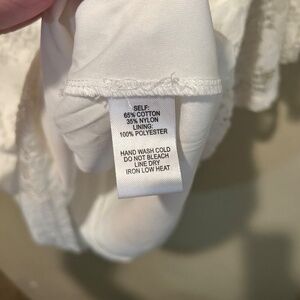 SELF:
65% COTTON
35% NYLON
LINING:
100% POLYESTER
HAND WASH COLD
DO NOT BLEACH
LINE DRY
IRON LOW HEAT